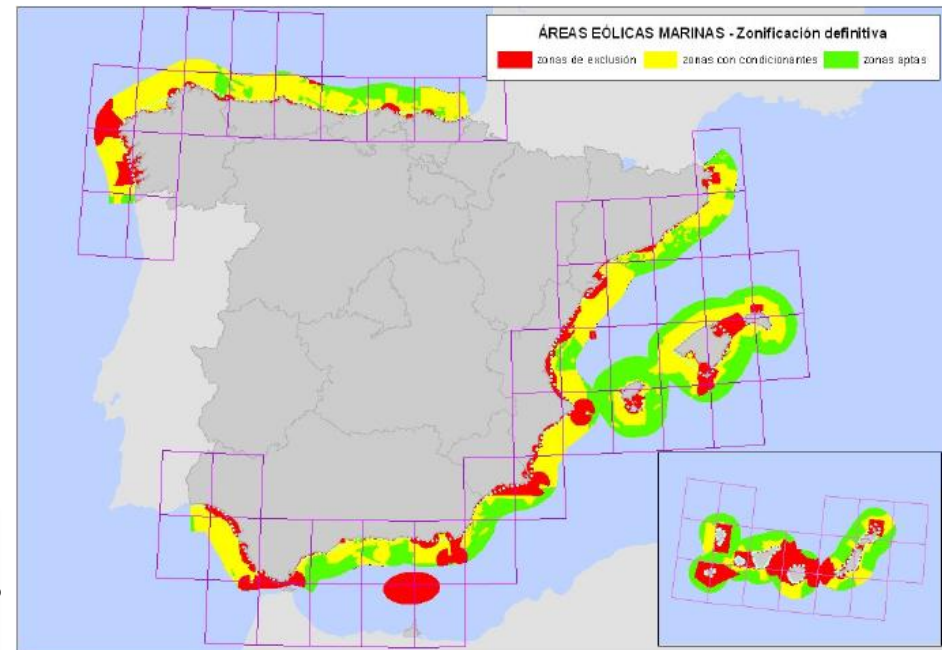 ÁREAS EÓLICAS MARINAS - Zonificación definitiva
zonas de exclusión zonas con condicionantes zonas aptas